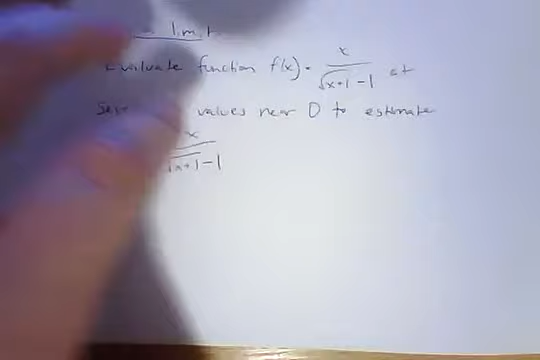 limit
Evaluate function f(x) = x / √x+1 - 1 at
values near 0 to estimate
x / √x+1 - 1